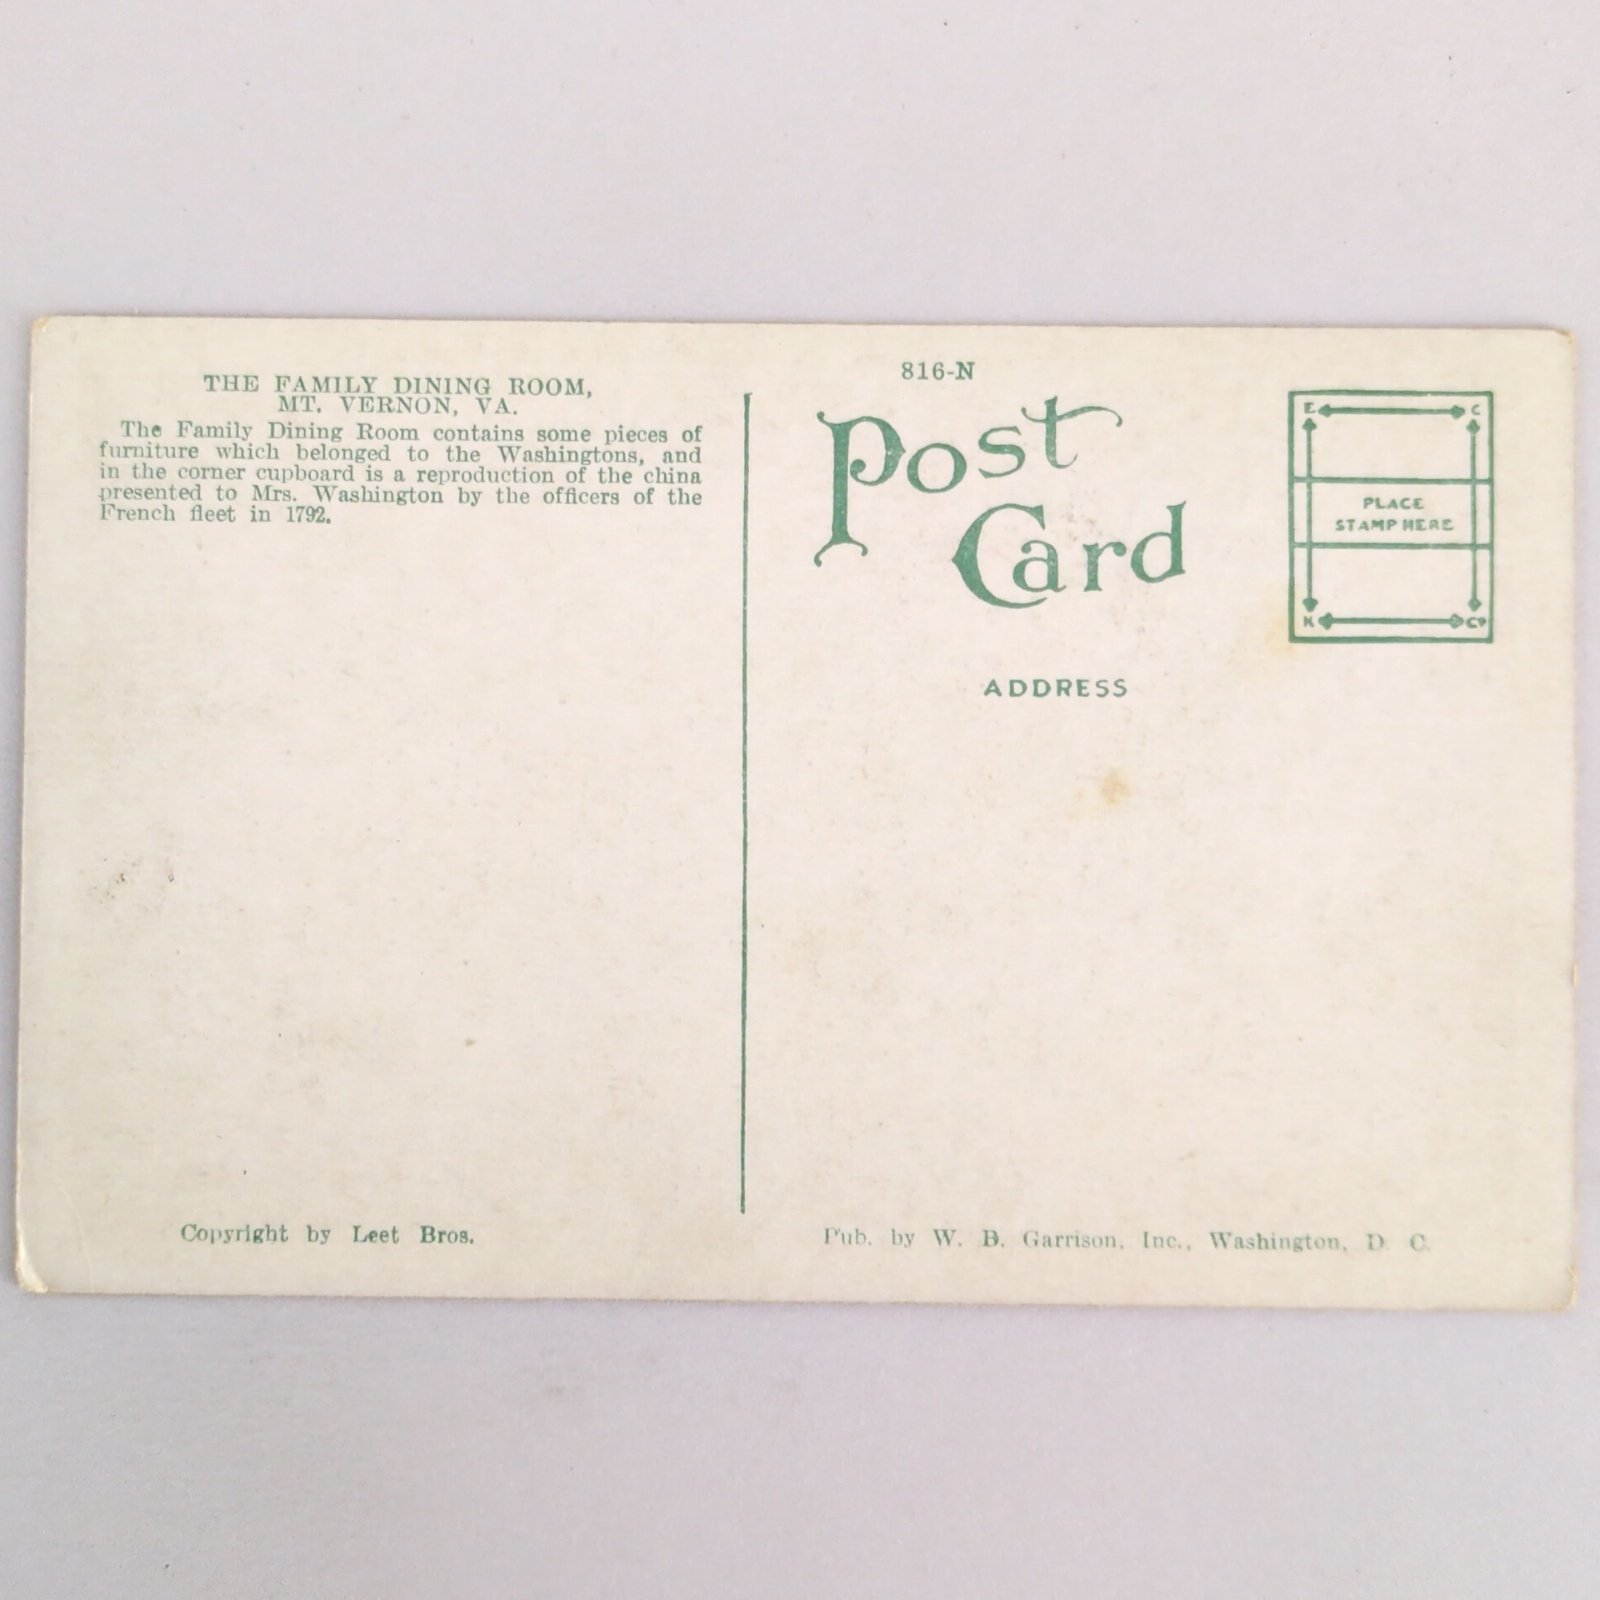 THE FAMILY DINING ROOM,
MT. VERNON, VA.
The Family Dining Room contains some pieces of
furniture which belonged to the Washingtons, and
in the corner cupboard is a reproduction of the china
presented to Mrs. Washington by the officers of the
French fleet in 1792.
Copyright by Leet Bros.
816-N
Post
Card
E C
PLACE
STAMP HERE
K Co
ADDRESS
Pub. by W. B. Garrison, Inc., Washington, D. C.